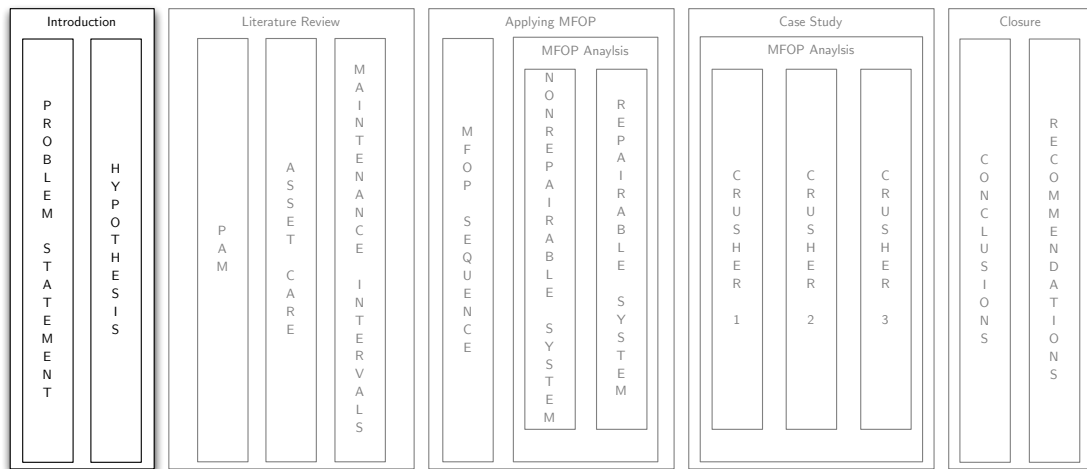 Introduction
PROBLEM STATEMENT
HYPOTHESIS
Literature Review
PAM
ASSET CARE
MAINTENANCE INTERVALS
Applying MFOP
MFOP SEQUENCE
MFOP Anaylsis
NONREPAIRABLE SYSTEM
REPAIRABLE SYSTEM
Case Study
MFOP Anaylsis
CRUSHER 1
CRUSHER 2
CRUSHER 3
Closure
CONCLUSIONS
RECOMMENDATIONS